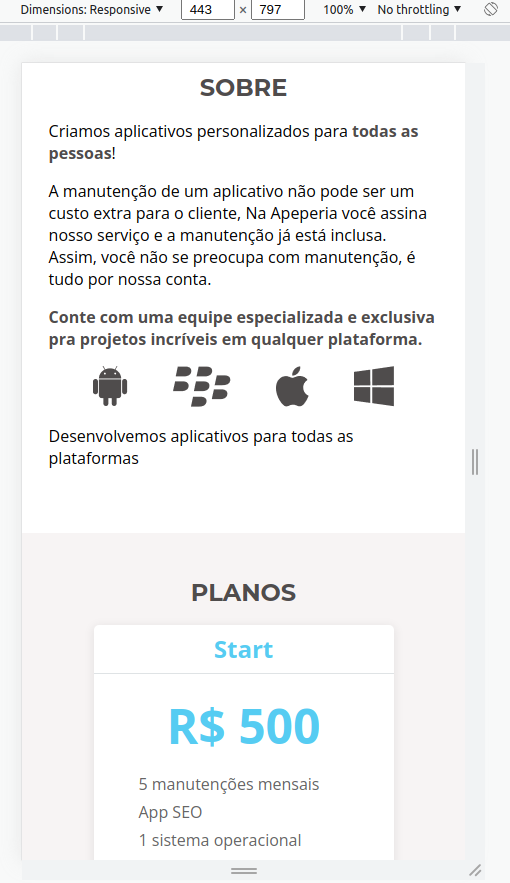 Dimensions: Responsive ▼ 443 × 797 100% ▼ No throttling ▼
SOBRE
Criamos aplicativos personalizados para todas as
pessoas!
A manutenção de um aplicativo não pode ser um
custo extra para o cliente, Na Apeperia você assina
nosso serviço e a manutenção já está inclusa.
Assim, você não se preocupa com manutenção, é
tudo por nossa conta.
Conte com uma equipe especializada e exclusiva
pra projetos incríveis em qualquer plataforma.
Desenvolvemos aplicativos para todas as
plataformas
PLANOS
Start
R$ 500
5 manutenções mensais
App SEO
1 sistema operacional